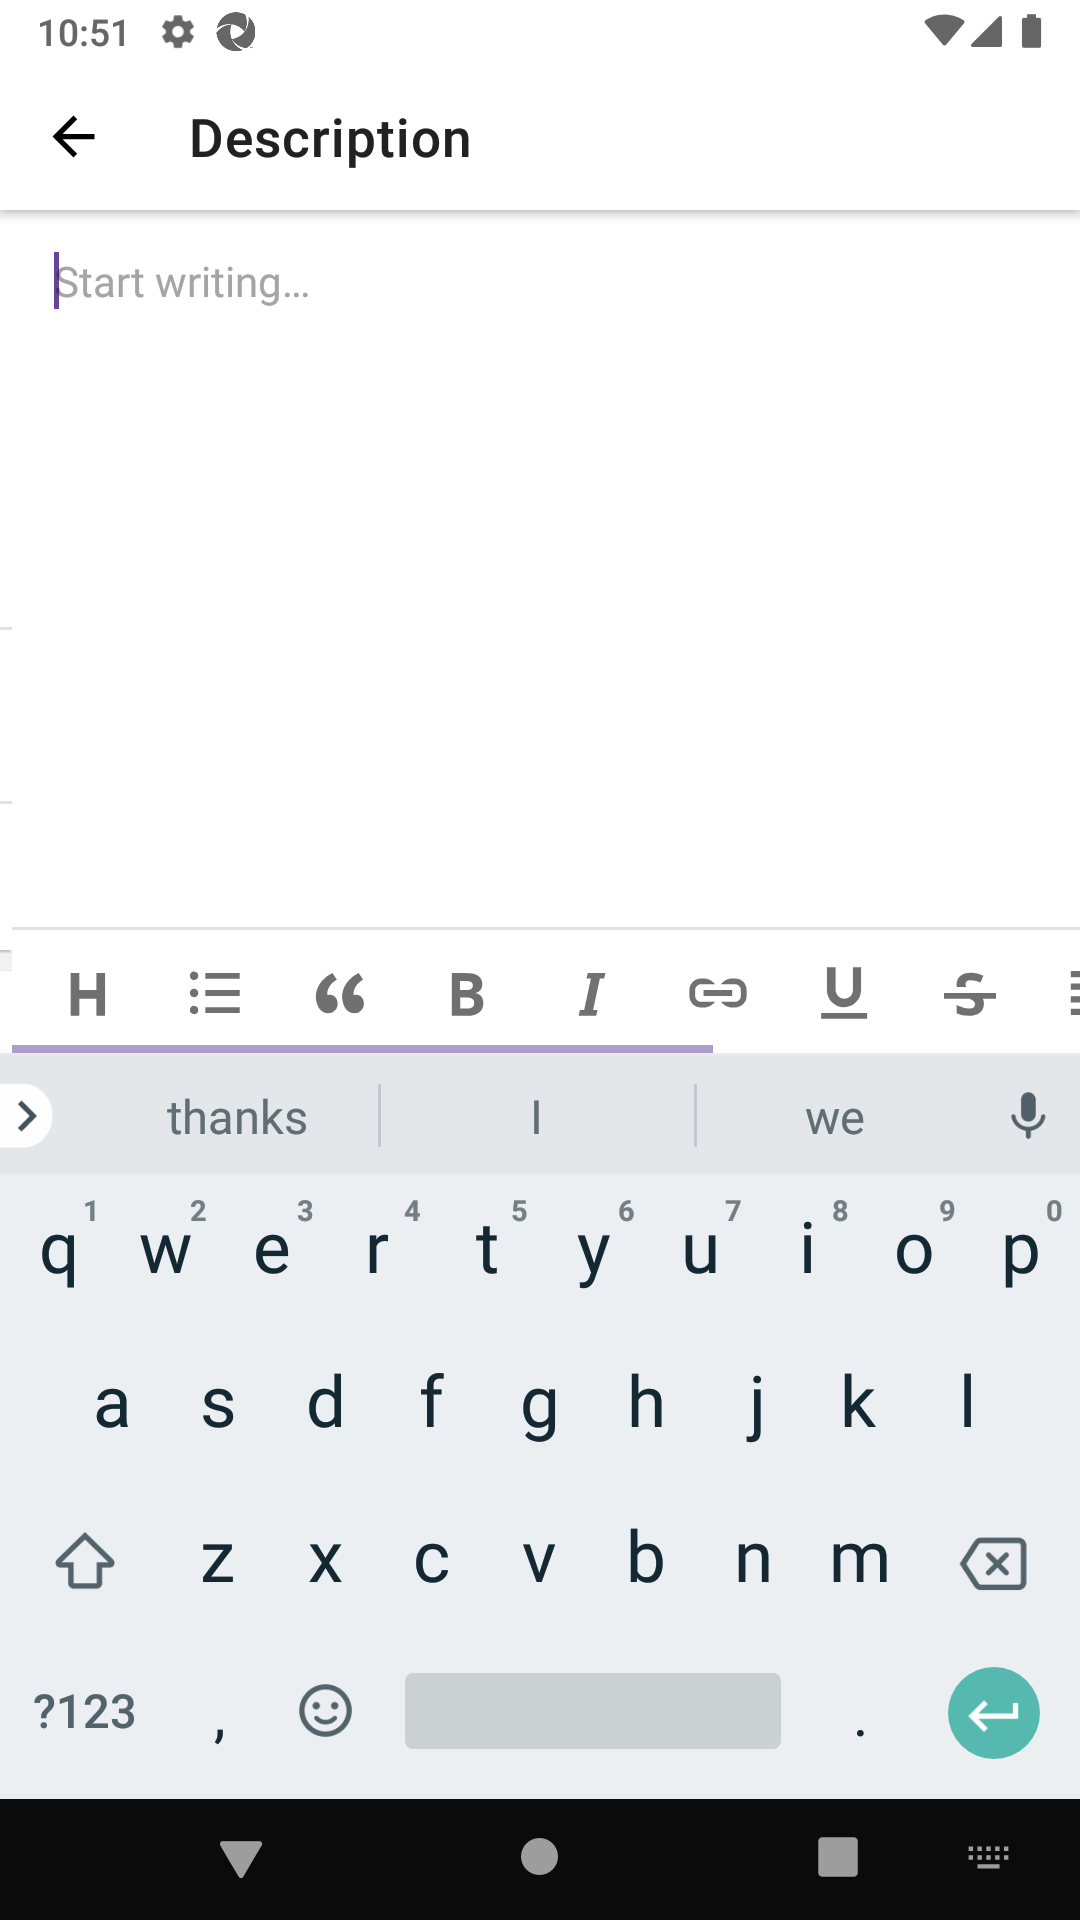 10:51
Description
Start writing…
H B I U S
thanks I we
1 2 3 4 5 6 7 8 9 0
q w e r t y u i o p
a s d f g h j k l
z x c v b n m
?123 , .